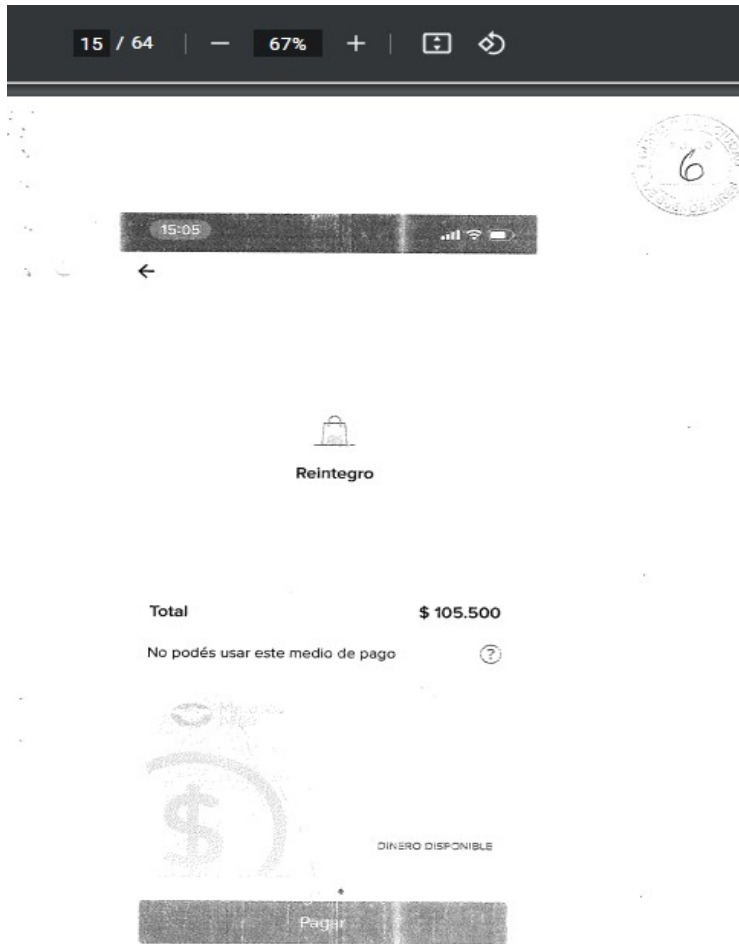 15 / 64
67%
6
15:05
Reintegro
Total $ 105.500
No podés usar este medio de pago
?
$
DINERO DISPONIBLE
Pagar